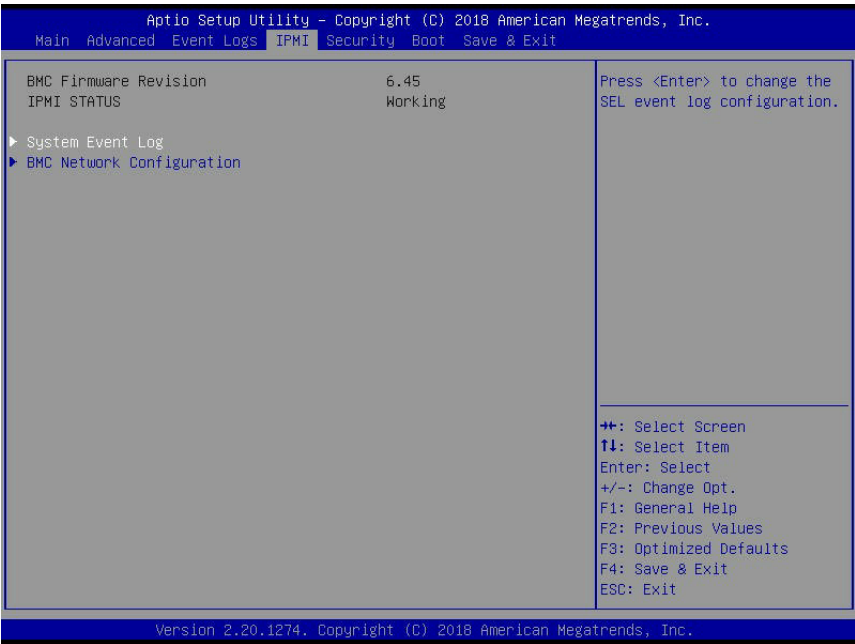 Aptio Setup Utility – Copyright (C) 2018 American Megatrends, Inc.
Main Advanced Event Logs IPMI Security Boot Save & Exit
BMC Firmware Revision 6.45
IPMI STATUS Working
System Event Log
BMC Network Configuration
Press <Enter> to change the
SEL event log configuration.
→←: Select Screen
↑↓: Select Item
Enter: Select
+/-: Change Opt.
F1: General Help
F2: Previous Values
F3: Optimized Defaults
F4: Save & Exit
ESC: Exit
Version 2.20.1274. Copyright (C) 2018 American Megatrends, Inc.